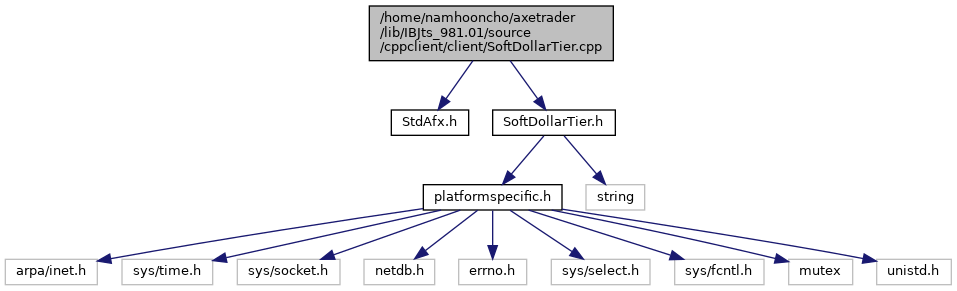 /home/namhooncho/axetrader
/lib/IBJts_981.01/source
/cppclient/client/SoftDollarTier.cpp
StdAfx.h
SoftDollarTier.h
platformspecific.h
string
arpa/inet.h
sys/time.h
sys/socket.h
netdb.h
errno.h
sys/select.h
sys/fcntl.h
mutex
unistd.h